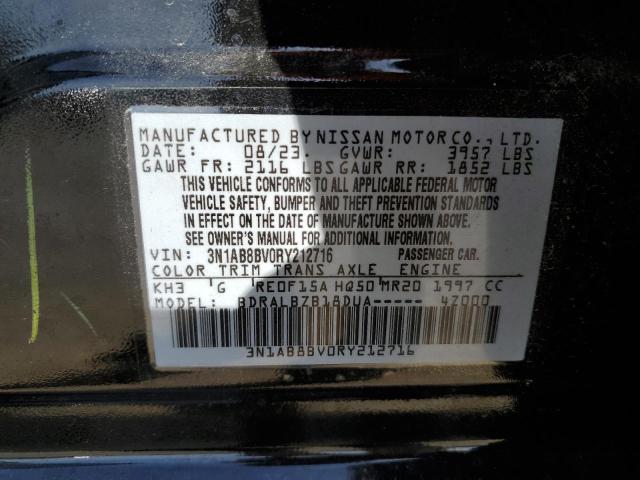 MANUFACTURED BY NISSAN MOTOR CO., LTD.
DATE: 08/23. GVWR: 3957 LBS
GAWR FR: 2116 LBS GAWR RR: 1852 LBS
THIS VEHICLE CONFORMS TO ALL APPLICABLE FEDERAL MOTOR
VEHICLE SAFETY, BUMPER AND THEFT PREVENTION STANDARDS
IN EFFECT ON THE DATE OF MANUFACTURE SHOWN ABOVE.
SEE OWNER'S MANUAL FOR ADDITIONAL INFORMATION.
VIN: 3N1AB8BV0RY212716 PASSENGER CAR.
COLOR TRIM TRANS AXLE ENGINE
KH3 'G RE0F15A HQ50'MR20 1997 CC
MODEL: BDRALBZB18DUA----- 4Z000
3N1AB8BV0RY212716